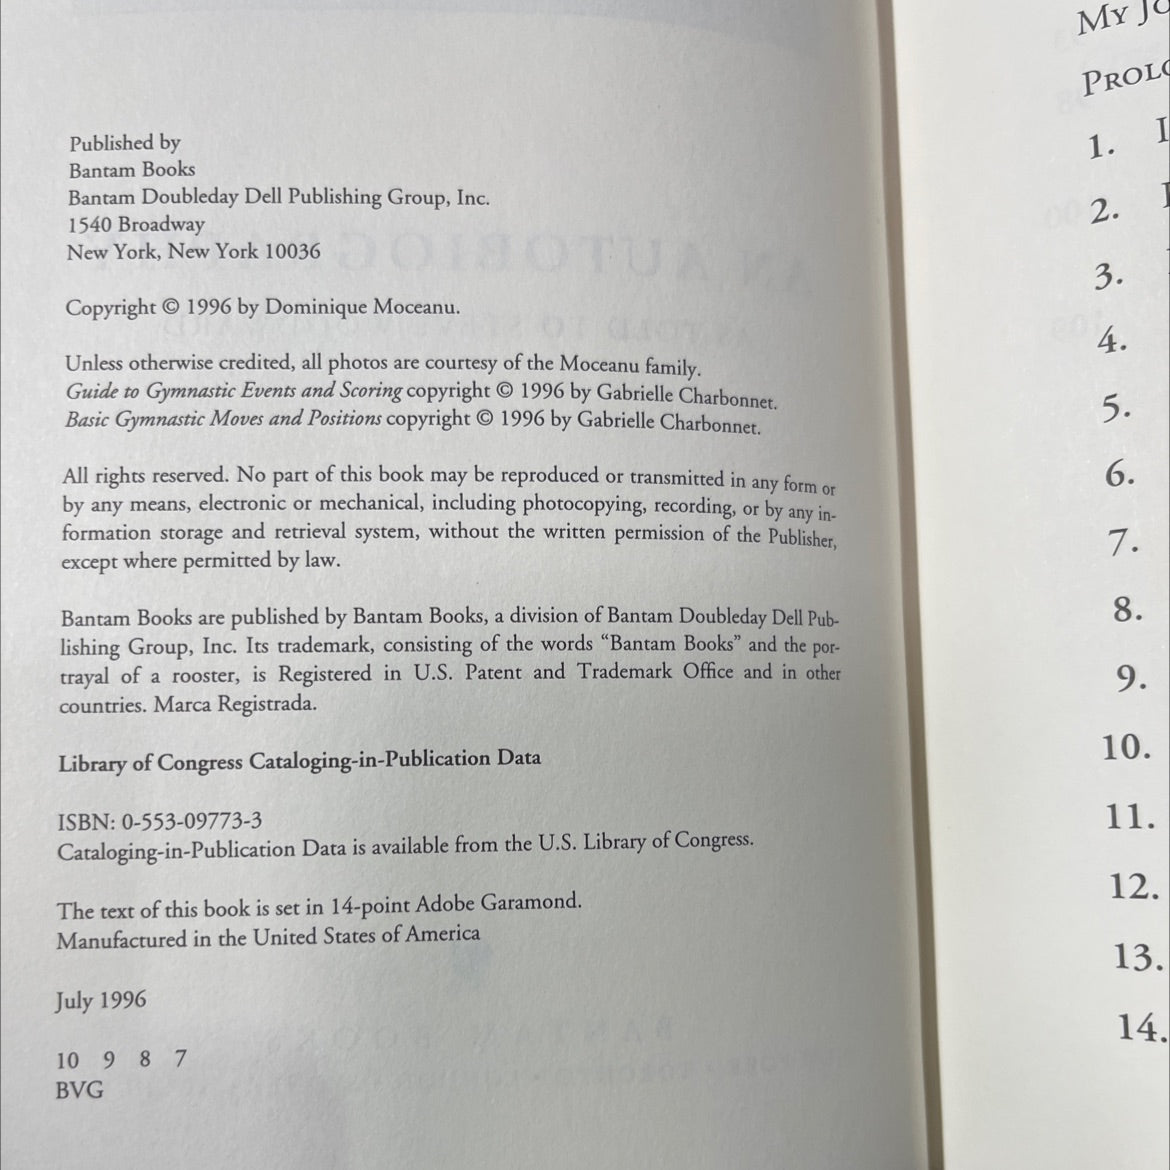 Published by
Bantam Books
Bantam Doubleday Dell Publishing Group, Inc.
1540 Broadway
New York, New York 10036
Copyright © 1996 by Dominique Moceanu.
Unless otherwise credited, all photos are courtesy of the Moceanu family.
Guide to Gymnastic Events and Scoring copyright © 1996 by Gabrielle Charbonnet.
Basic Gymnastic Moves and Positions copyright © 1996 by Gabrielle Charbonnet.
All rights reserved. No part of this book may be reproduced or transmitted in any form or
by any means, electronic or mechanical, including photocopying, recording, or by any in-
formation storage and retrieval system, without the written permission of the Publisher,
except where permitted by law.
Bantam Books are published by Bantam Books, a division of Bantam Doubleday Dell Pub-
lishing Group, Inc. Its trademark, consisting of the words “Bantam Books” and the por-
trayal of a rooster, is Registered in U.S. Patent and Trademark Office and in other
countries. Marca Registrada.
Library of Congress Cataloging-in-Publication Data
ISBN: 0-553-09773-3
Cataloging-in-Publication Data is available from the U.S. Library of Congress.
The text of this book is set in 14-point Adobe Garamond.
Manufactured in the United States of America
July 1996
10 9 8 7
BVG
My
1.
2.
3.
4.
5.
6.
7.
8.
9.
10.
11.
12.
13.
14.